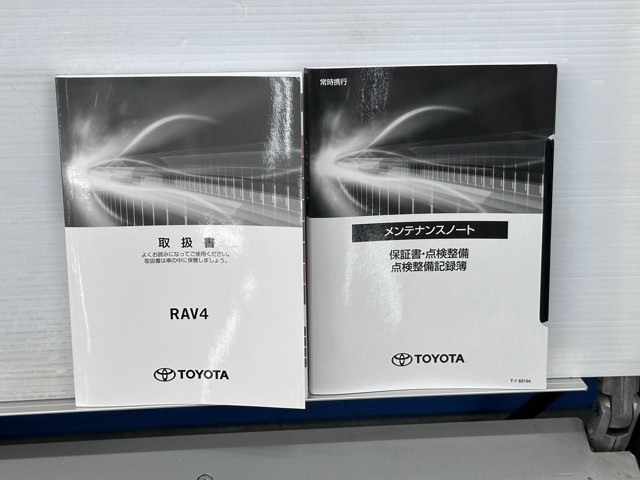 取扱書
よくお読みになってご使用ください。
取扱書は車の中に保管しましょう。
RAV4
TOYOTA
常時携行
メンテナンスノート
保証書・点検整備
点検整備記録簿
TOYOTA
T-1 62104